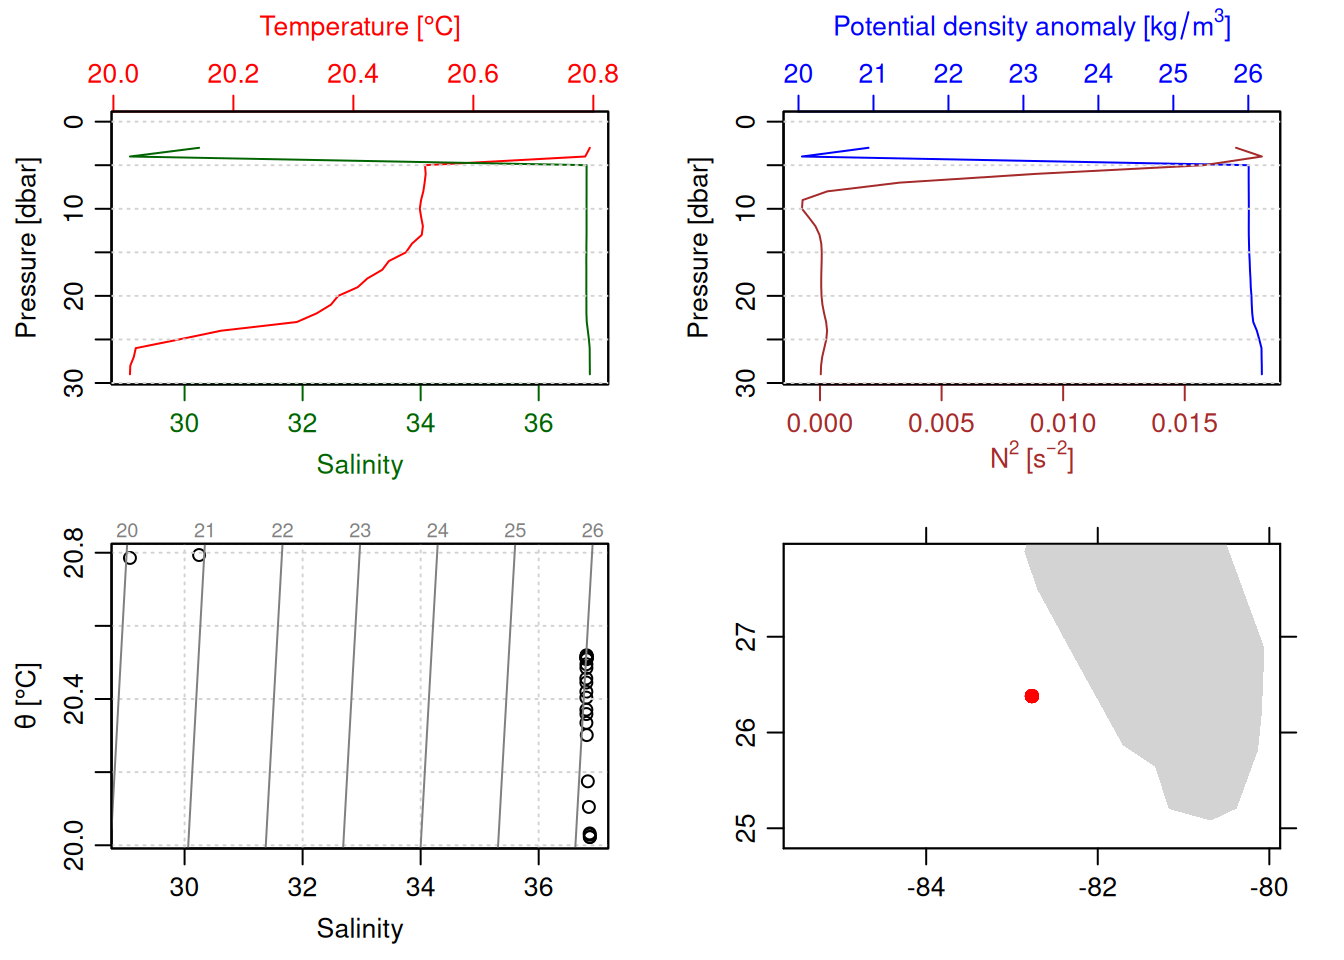 Temperature [°C]
20.0 20.2 20.4 20.6 20.8
Pressure [dbar]
0 10 20 30
30 32 34 36
Salinity
Potential density anomaly [kg/m³]
20 21 22 23 24 25 26
Pressure [dbar]
0 10 20 30
0.000 0.005 0.010 0.015
N² [s⁻²]
20 21 22 23 24 25 26
θ [°C]
20.8 20.4 20.0
30 32 34 36
Salinity
27 26 25
-84 -82 -80